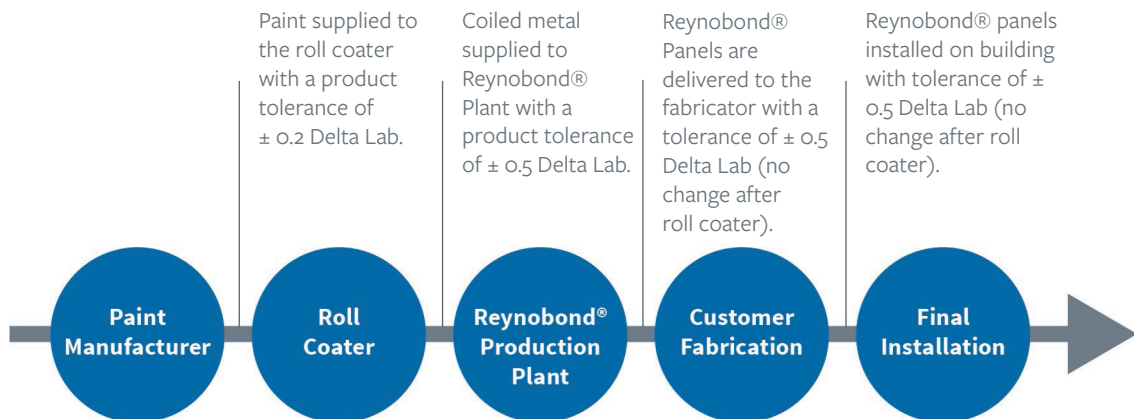 Paint supplied to
the roll coater
with a product
tolerance of
± 0.2 Delta Lab.
Coiled metal
supplied to
Reynobond®
Plant with a
product tolerance
of ± 0.5 Delta Lab.
Reynobond®
Panels are
delivered to the
fabricator with a
tolerance of ± 0.5
Delta Lab (no
change after
roll coater).
Reynobond® panels
installed on building
with tolerance of ±
0.5 Delta Lab (no
change after roll
coater).
Paint
Manufacturer
Roll
Coater
Reynobond®
Production
Plant
Customer
Fabrication
Final
Installation